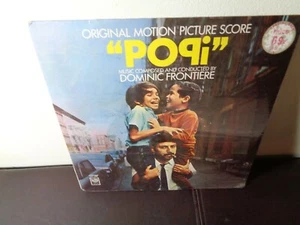 ORIGINAL MOTION PICTURE SCORE
"POPI"
MUSIC COMPOSED AND CONDUCTED BY
DOMINIC FRONTIERE